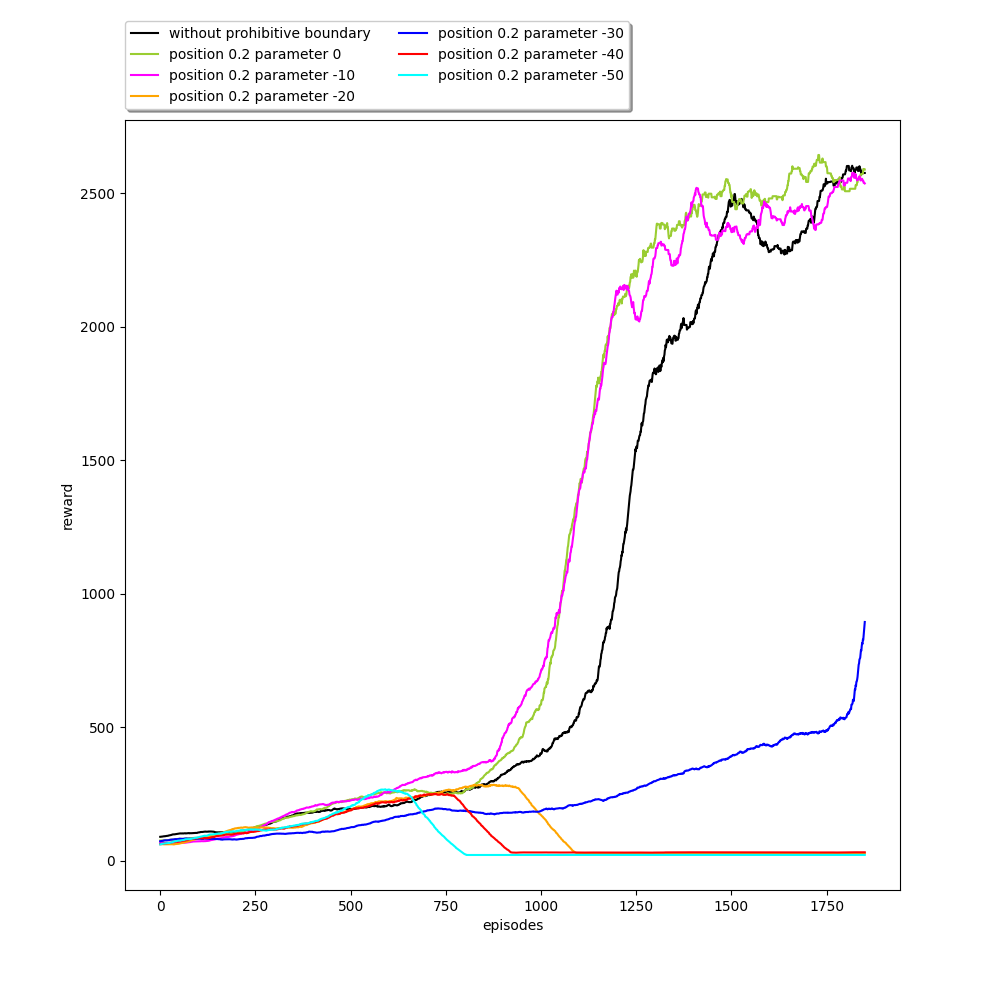 without prohibitive boundary
position 0.2 parameter 0
position 0.2 parameter -10
position 0.2 parameter -20
position 0.2 parameter -30
position 0.2 parameter -40
position 0.2 parameter -50
2500
2000
1500
1000
500
0
reward
0 250 500 750 1000 1250 1500 1750
episodes